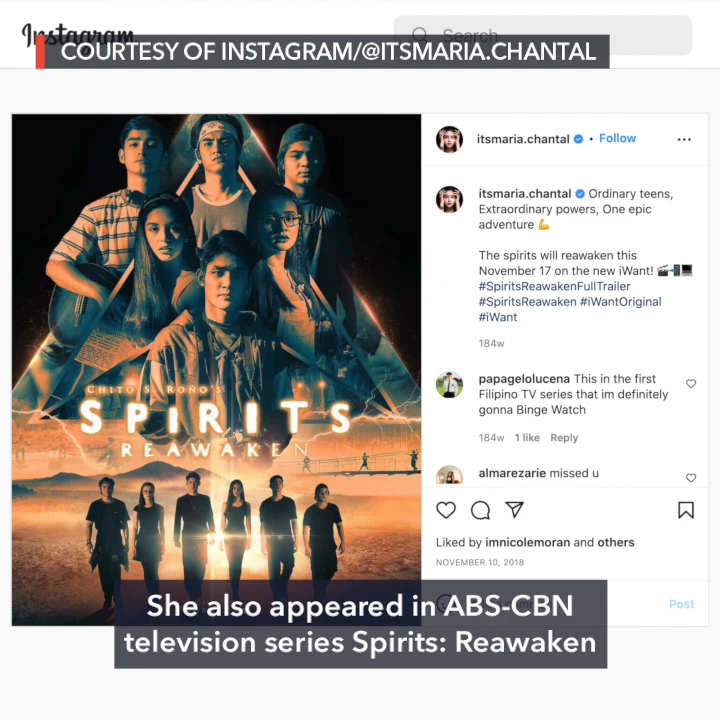 Instagram
Search
COURTESY OF INSTAGRAM/@ITSMARIA.CHANTAL
CHITO S. ROÑO'S
SPIRITS
REAWAKEN
itsmaria.chantal • Follow
itsmaria.chantal Ordinary teens,
Extraordinary powers, One epic
adventure 💪
The spirits will reawaken this
November 17 on the new iWant! 🎬📲💻
#SpiritsReawakenFullTrailer
#SpiritsReawaken #iWantOriginal
#iWant
184w
papagelolucena This in the first
Filipino TV series that im definitely
gonna Binge Watch
184w 1 like Reply
almarezarie missed u
Liked by imnicolemoran and others
NOVEMBER 10, 2018
Post
She also appeared in ABS-CBN
television series Spirits: Reawaken